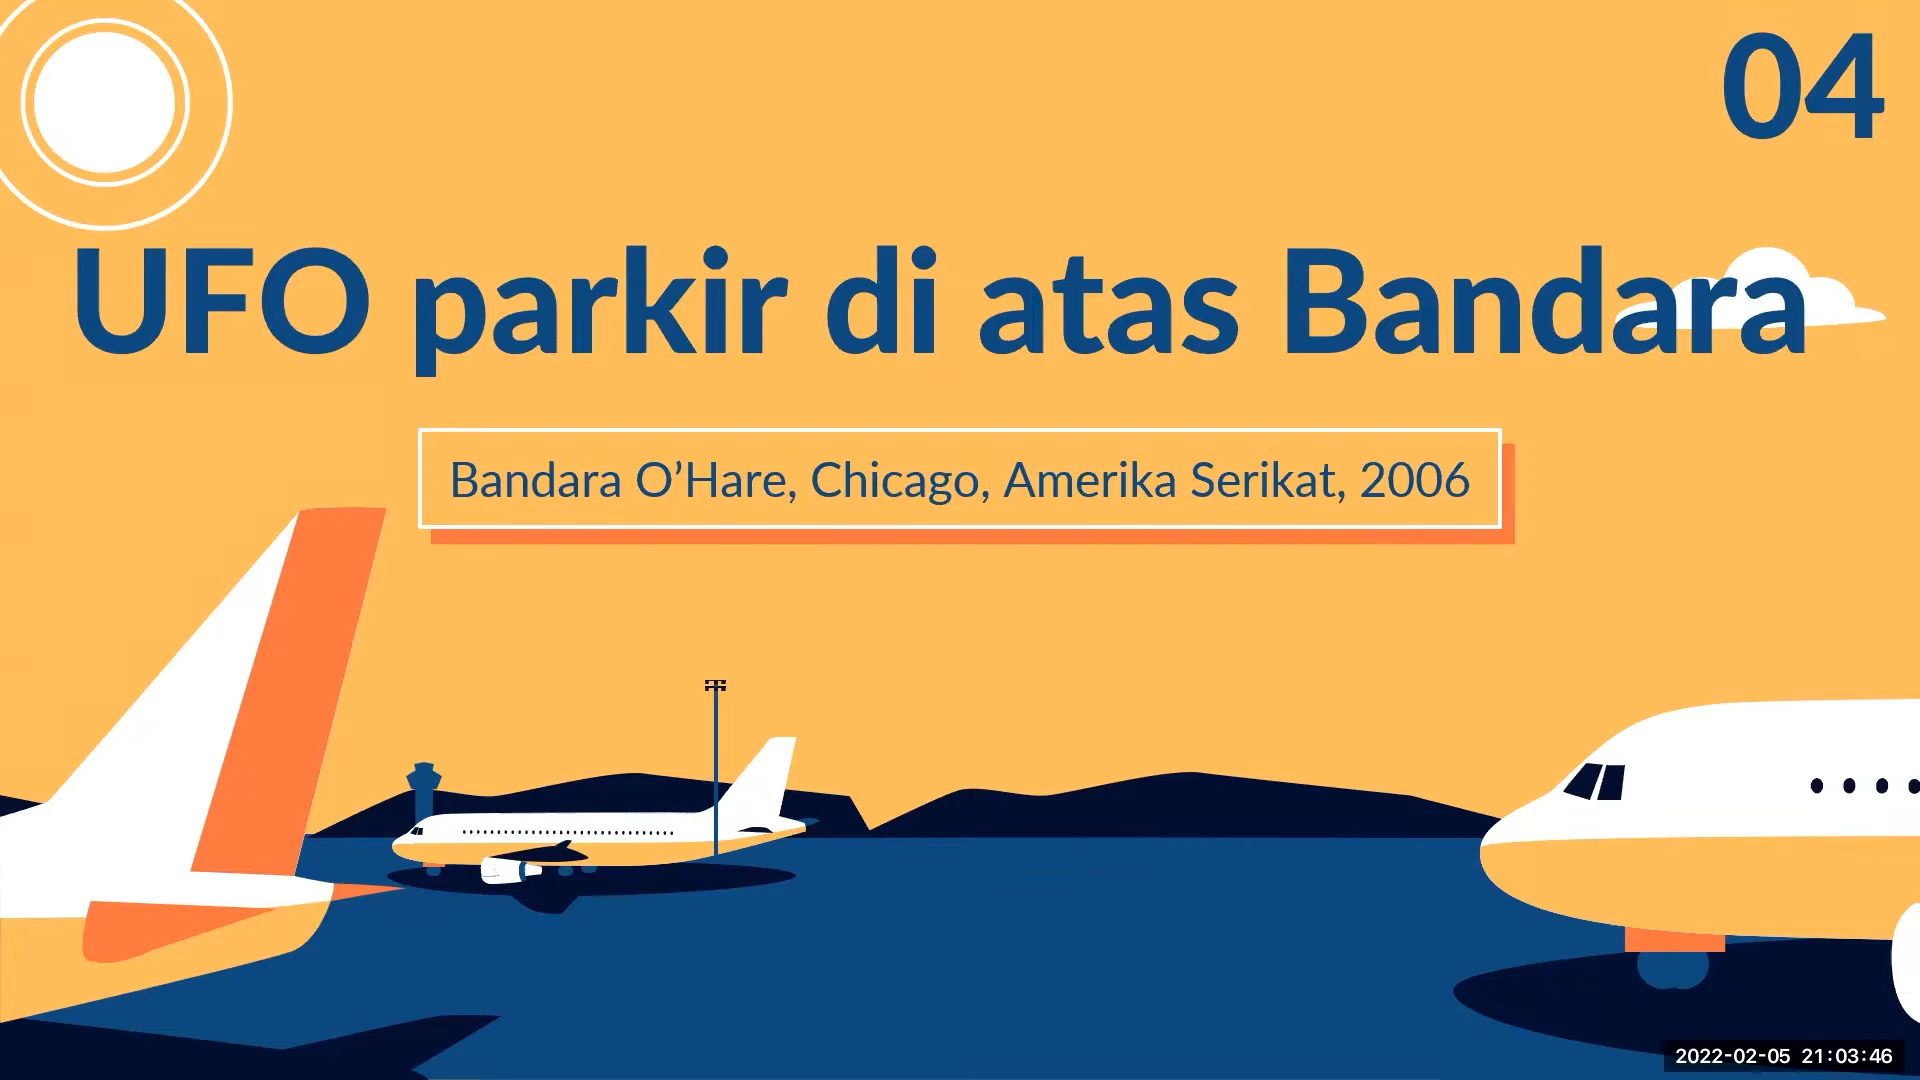 04
UFO parkir di atas Bandara
Bandara O’Hare, Chicago, Amerika Serikat, 2006
2022-02-05 21:03:46